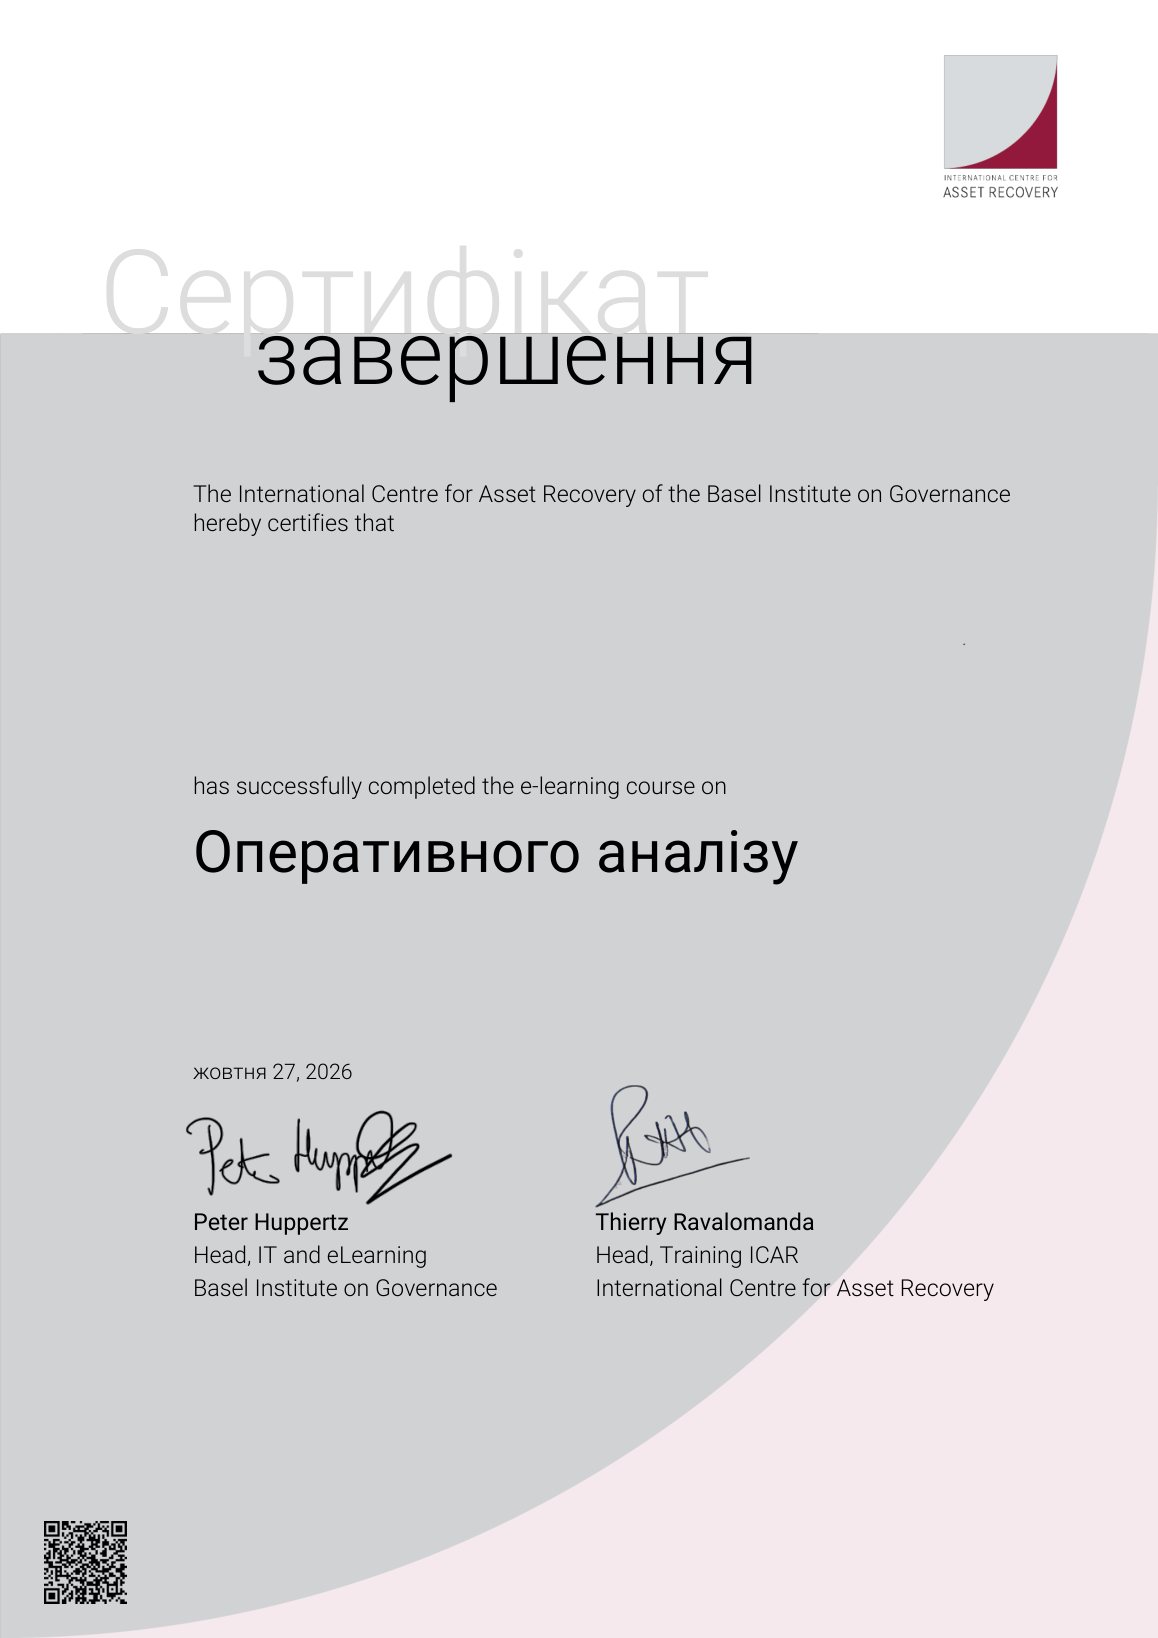 INTERNATIONAL CENTRE FOR
ASSET RECOVERY
Сертифікат
завершення
The International Centre for Asset Recovery of the Basel Institute on Governance
hereby certifies that
has successfully completed the e-learning course on
Оперативного аналізу
жовтня 27, 2026
Peter Huppertz
Head, IT and eLearning
Basel Institute on Governance
Thierry Ravalomanda
Head, Training ICAR
International Centre for Asset Recovery